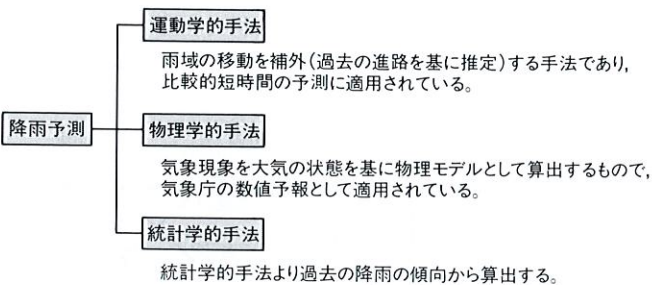 運動学的手法
雨域の移動を補外(過去の進路を基に推定)する手法であり,
比較的短時間の予測に適用されている。
降雨予測
物理学的手法
気象現象を大気の状態を基に物理モデルとして算出するもので,
気象庁の数値予報として適用されている。
統計学的手法
統計学的手法より過去の降雨の傾向から算出する。